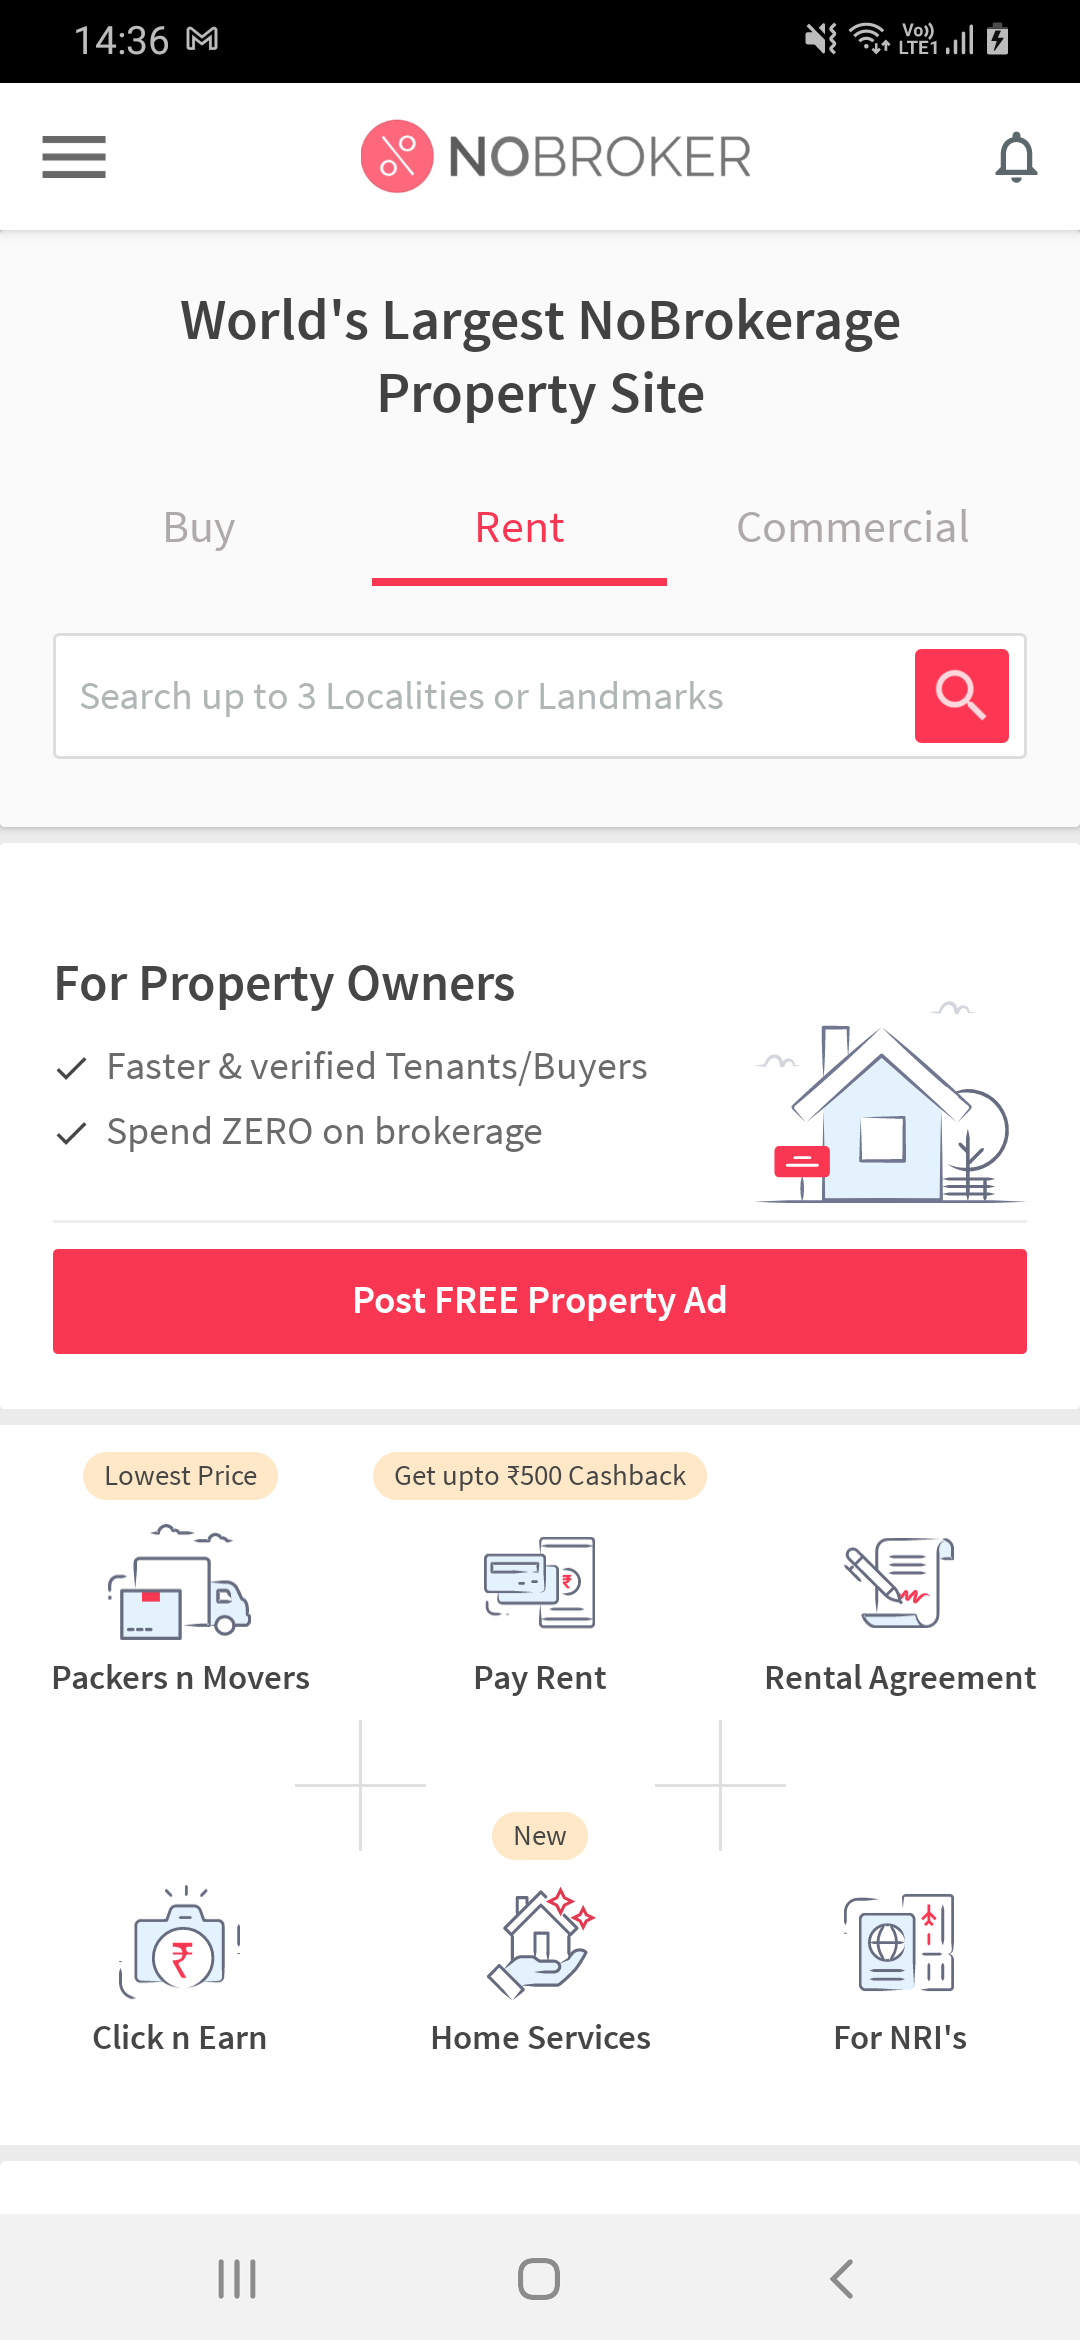 14:36
Vo))
LTE1
NOBROKER
World's Largest NoBrokerage
Property Site
Buy
Rent
Commercial
Search up to 3 Localities or Landmarks
For Property Owners
Faster & verified Tenants/Buyers
Spend ZERO on brokerage
Post FREE Property Ad
Lowest Price
Get upto ₹500 Cashback
₹
Packers n Movers
Pay Rent
Rental Agreement
New
₹
Click n Earn
Home Services
For NRI's